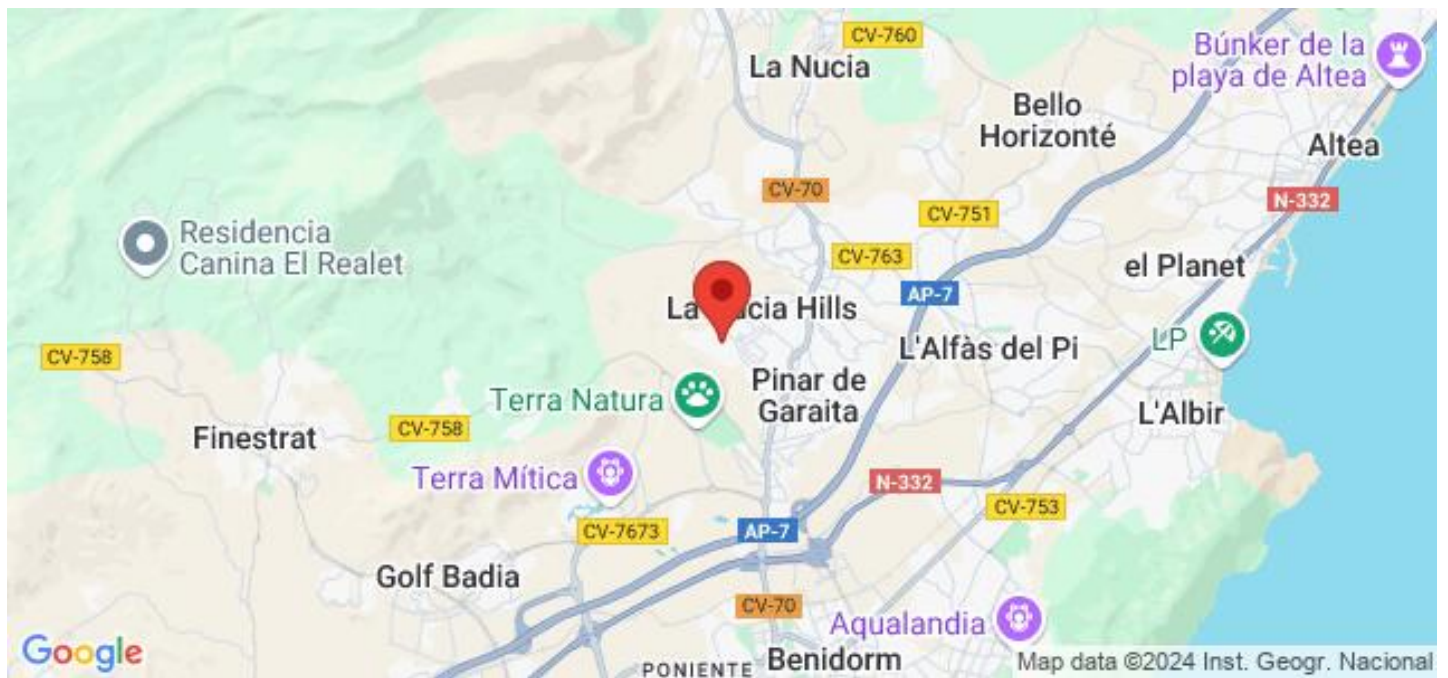 CV-760
La Nucia
Búnker de la
playa de Altea
Bello
Horizonté
Altea
CV-70
N-332
CV-751
Residencia
Canina El Realet
CV-763
el Planet
AP-7
La Nucia Hills
LP
CV-758
L'Alfàs del Pi
Pinar de
Garaita
Terra Natura
L'Albir
Finestrat
CV-758
Terra Mítica
N-332
CV-753
CV-7673
AP-7
Golf Badia
CV-70
Aqualandia
Google
PONIENTE
Benidorm
Map data ©2024 Inst. Geogr. Nacional